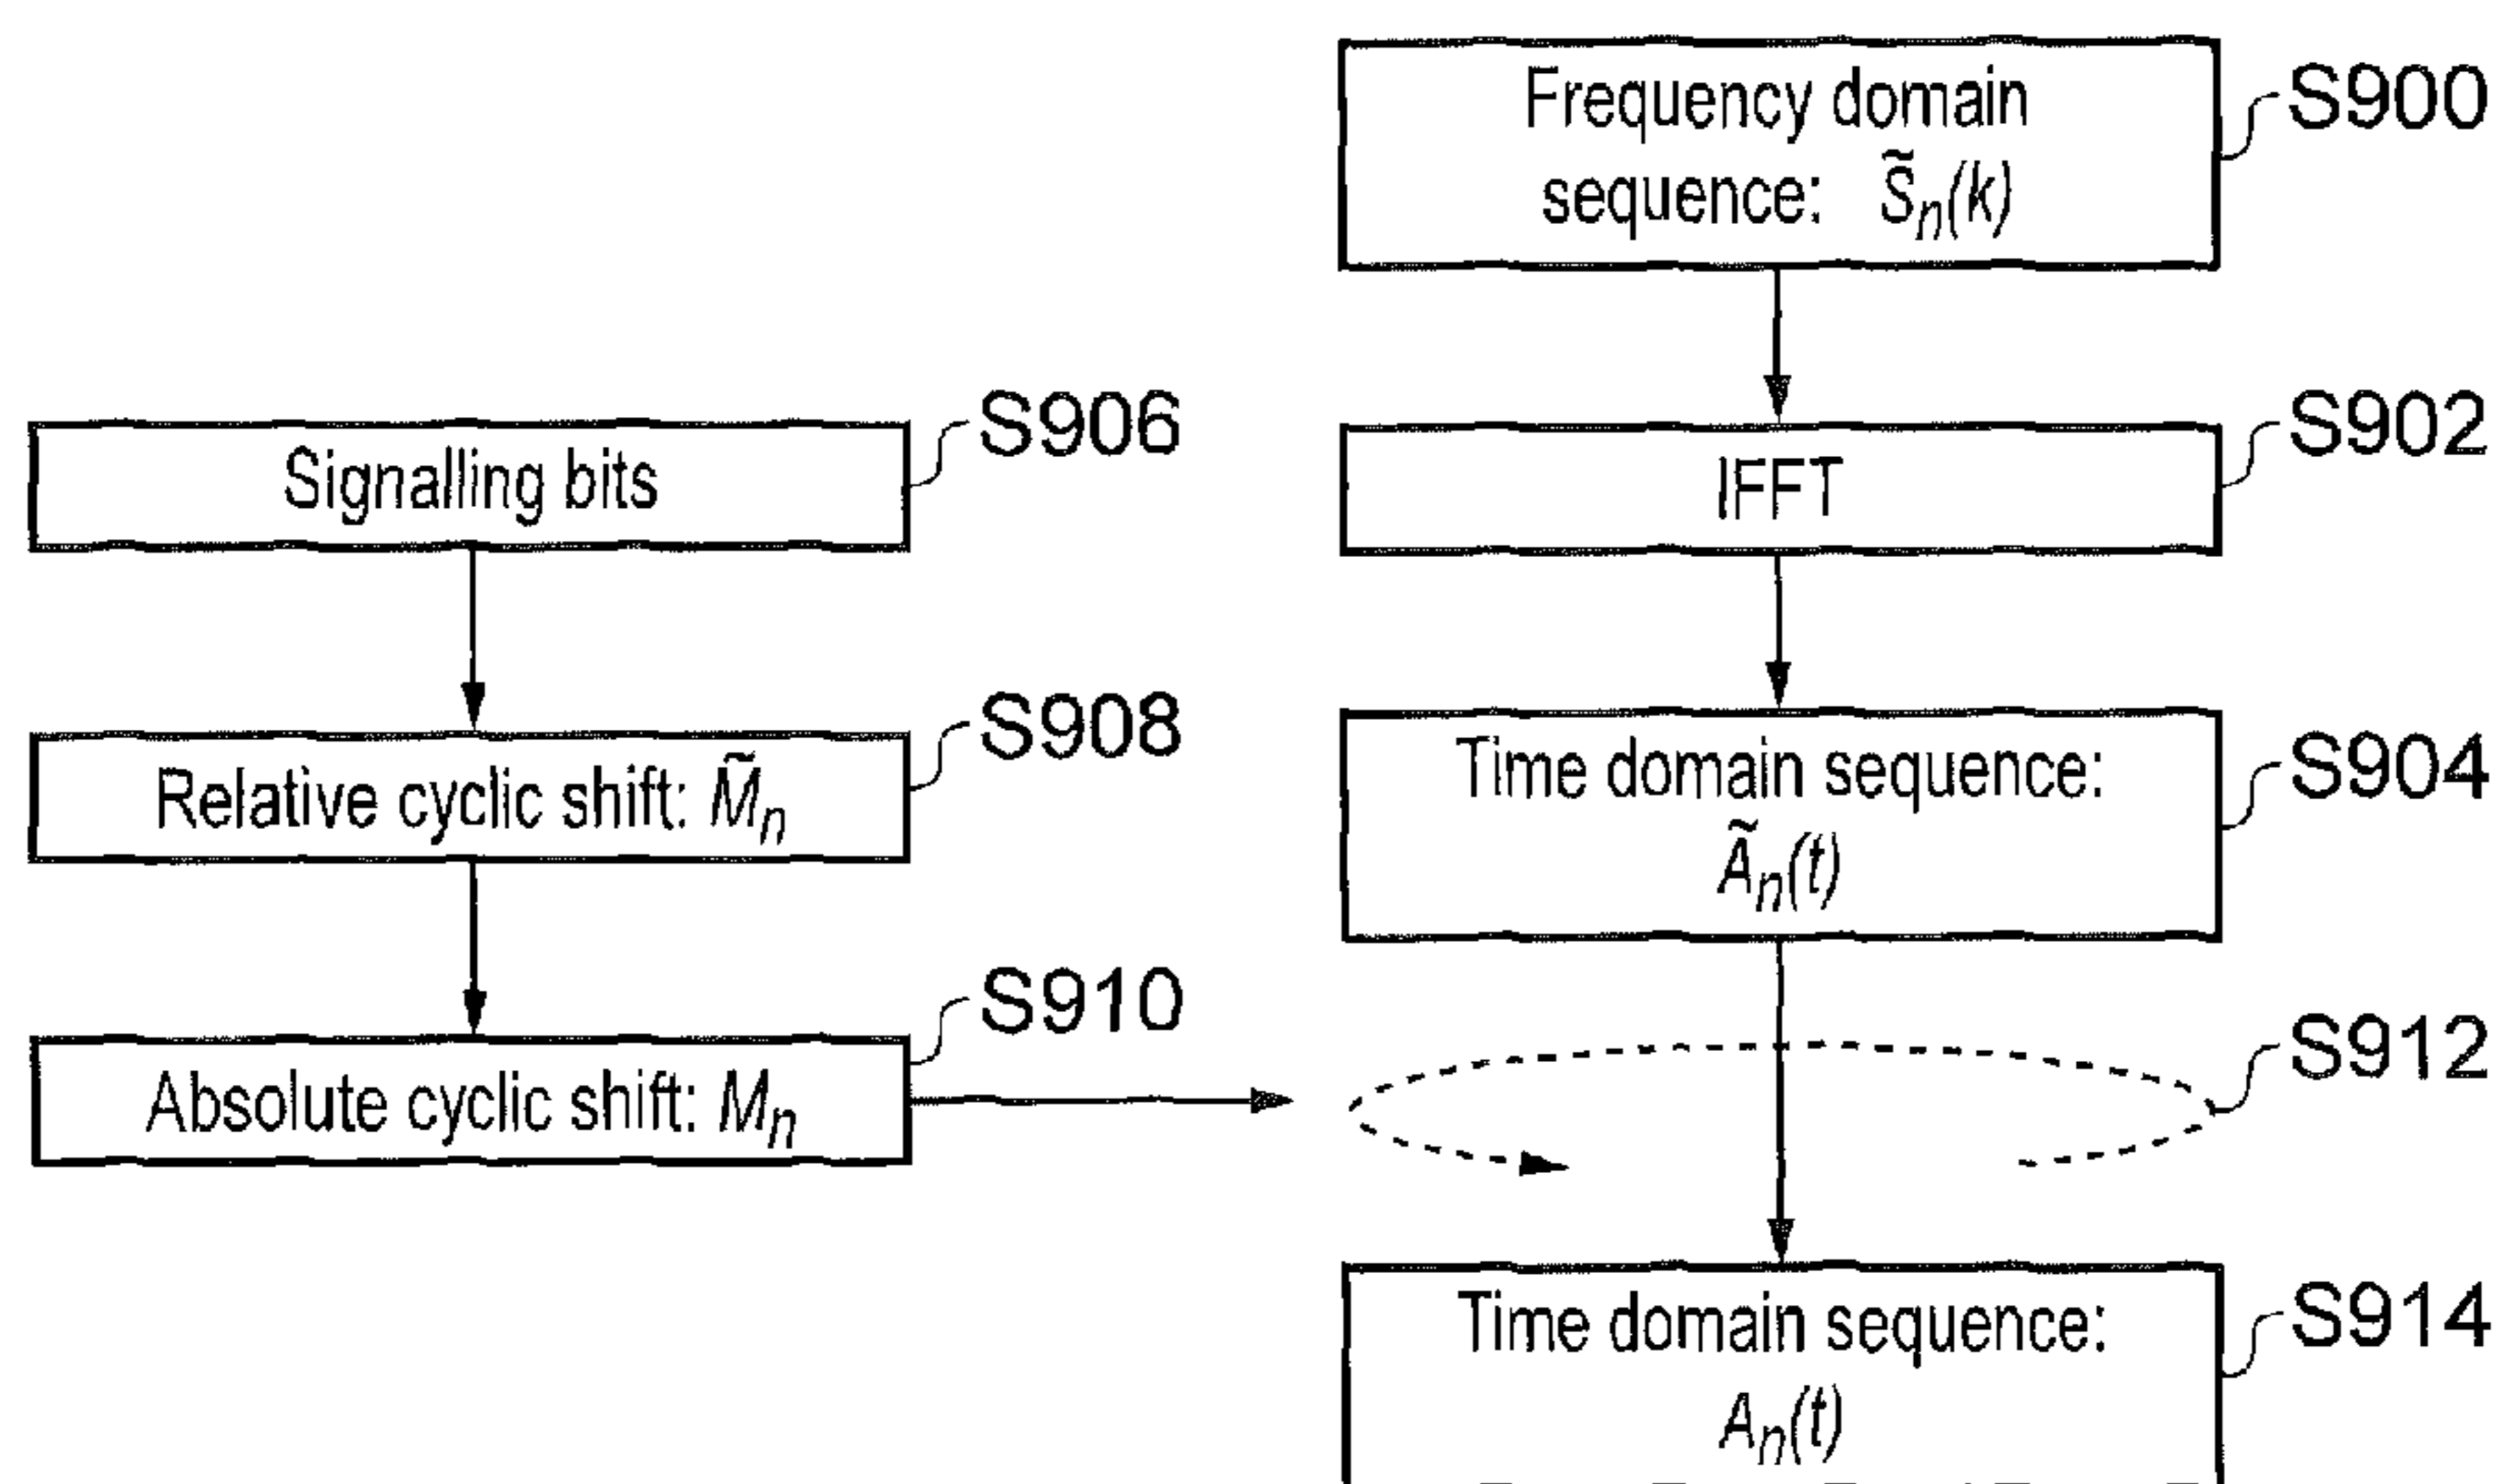 Frequency domain
sequence: S̃n(k)
S900
IFFT
S902
Time domain sequence:
Ãn(t)
S904
Signalling bits
S906
Relative cyclic shift: M̃n
S908
Absolute cyclic shift: Mn
S910
S912
Time domain sequence:
An(t)
S914